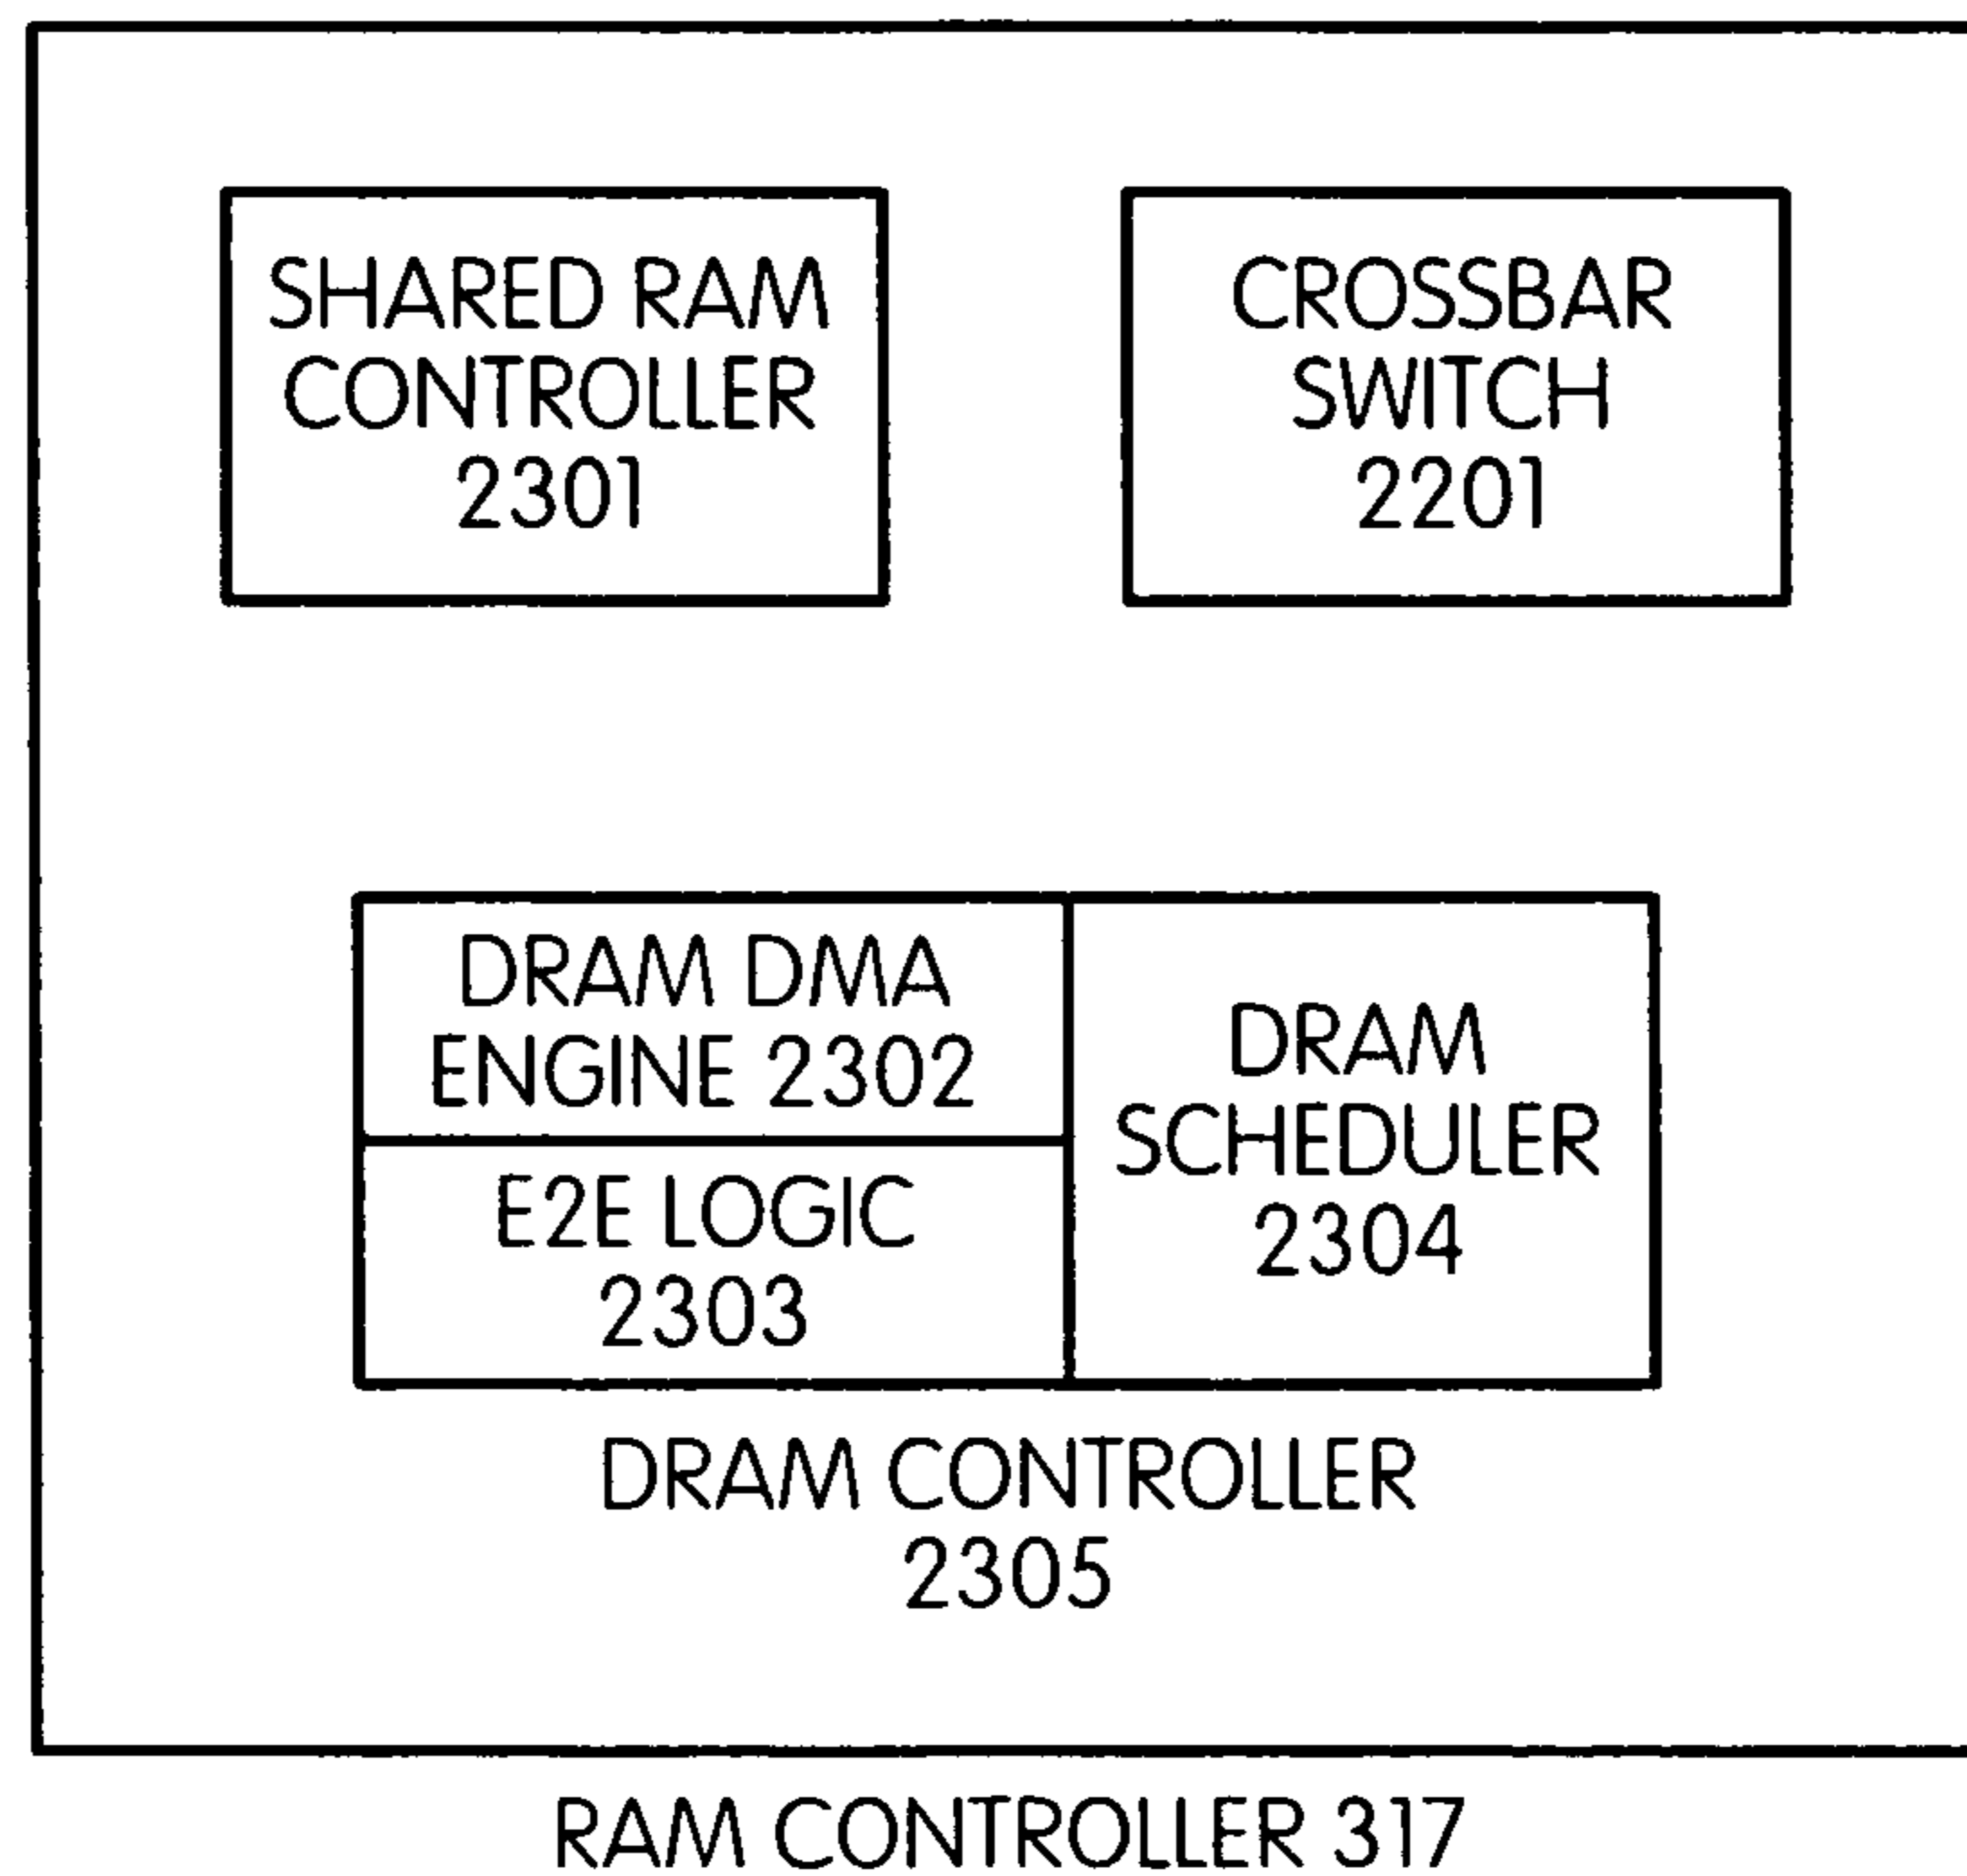 SHARED RAM
CONTROLLER
2301
CROSSBAR
SWITCH
2201
DRAM DMA
ENGINE 2302
E2E LOGIC
2303
DRAM
SCHEDULER
2304
DRAM CONTROLLER
2305
RAM CONTROLLER 317